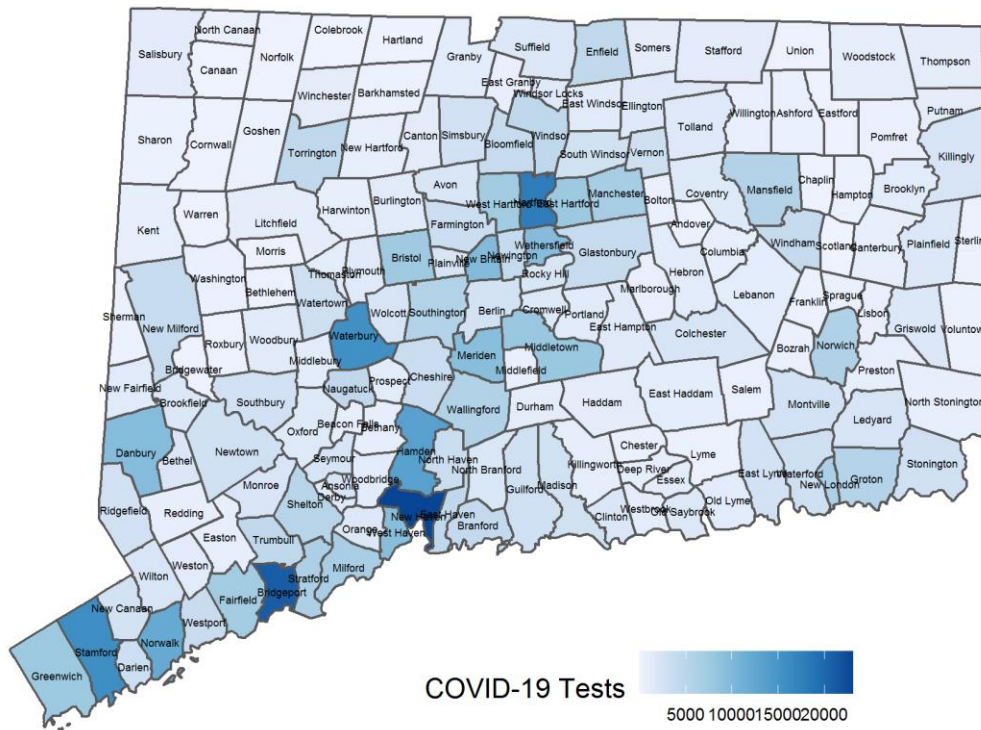 North Canaan
Colebrook
Hartland
Salisbury
Norfolk
Canaan
Granby
Suffield
East Granby
Windsor Locks
Enfield
Somers
Stafford
Union
Woodstock
Thompson
Winchester
Barkhamsted
East Windsor
Ellington
Willington
Ashford
Eastford
Putnam
Pomfret
Sharon
Cornwall
Goshen
Torrington
New Hartford
Canton
Simsbury
Bloomfield
Windsor
South Windsor
Vernon
Tolland
Killingly
Kent
Warren
Litchfield
Harwinton
Burlington
Avon
Farmington
West Hartford
Hartford
East Hartford
Manchester
Bolton
Coventry
Mansfield
Chaplin
Hampton
Brooklyn
Andover
Columbia
Windham
Scotland
Canterbury
Plainfield
Sterlin
Morris
Washington
Bethlehem
Thomaston
Plymouth
Bristol
Plainville
New Britain
Newington
Wethersfield
Rocky Hill
Glastonbury
Hebron
Marlborough
Lebanon
Franklin
Sprague
Lisbon
Griswold
Voluntow
Sherman
New Milford
Roxbury
Woodbury
Watertown
Waterbury
Wolcott
Southington
Berlin
Cromwell
Portland
East Hampton
Colchester
Bozrah
Norwich
Preston
Bridgewater
Middlebury
Naugatuck
Prospect
Cheshire
Meriden
Middletown
Middlefield
New Fairfield
Brookfield
Southbury
Oxford
Beacon Falls
Bethany
Wallingford
Durham
Haddam
East Haddam
Salem
Montville
Ledyard
North Stonington
Danbury
Bethel
Newtown
Seymour
Hamden
North Haven
Woodbridge
Ansonia
Derby
North Branford
Guilford
Madison
Killingworth
Chester
Deep River
Essex
Lyme
East Lyme
Waterford
New London
Groton
Stonington
Ridgefield
Redding
Monroe
Shelton
Orange
New Haven
East Haven
West Haven
Branford
Clinton
Westbrook
Old Saybrook
Old Lyme
Easton
Trumbull
Wilton
Weston
Stratford
Milford
New Canaan
Fairfield
Bridgeport
Westport
Norwalk
Stamford
Darien
Greenwich
COVID-19 Tests
5000 10000 15000 20000